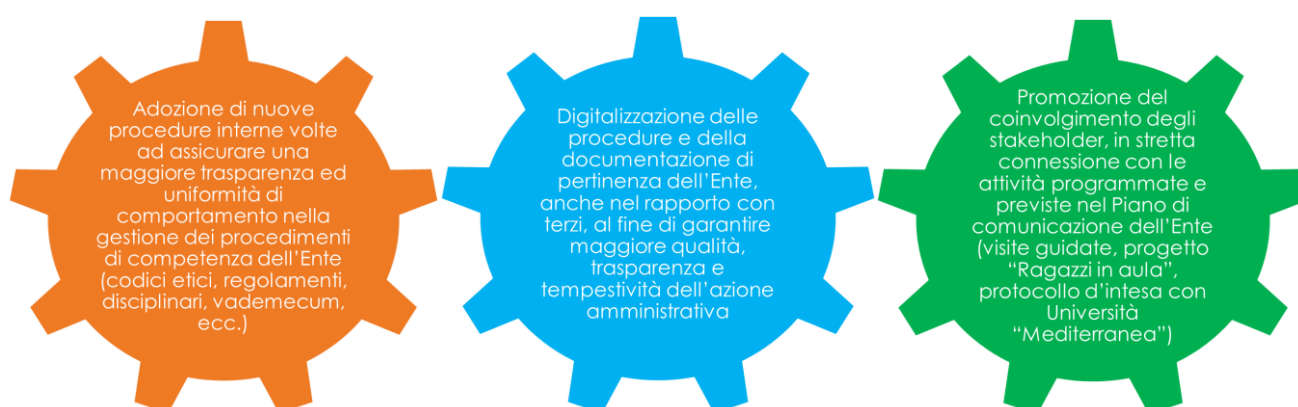 Adozione di nuove
procedure interne volte
ad assicurare una
maggiore trasparenza ed
uniformità di
comportamento nella
gestione dei procedimenti
di competenza dell’Ente
(codici etici, regolamenti,
disciplinari, vademecum,
ecc.)
Digitalizzazione delle
procedure e della
documentazione di
pertinenza dell’Ente,
anche nel rapporto con
terzi, al fine di garantire
maggiore qualità,
trasparenza e
tempestività dell’azione
amministrativa
Promozione del
coinvolgimento degli
stakeholder, in stretta
connessione con le
attività programmate e
previste nel Piano di
comunicazione dell’Ente
(visite guidate, progetto
“Ragazzi in aula”,
protocollo d’intesa con
Università
“Mediterranea”)